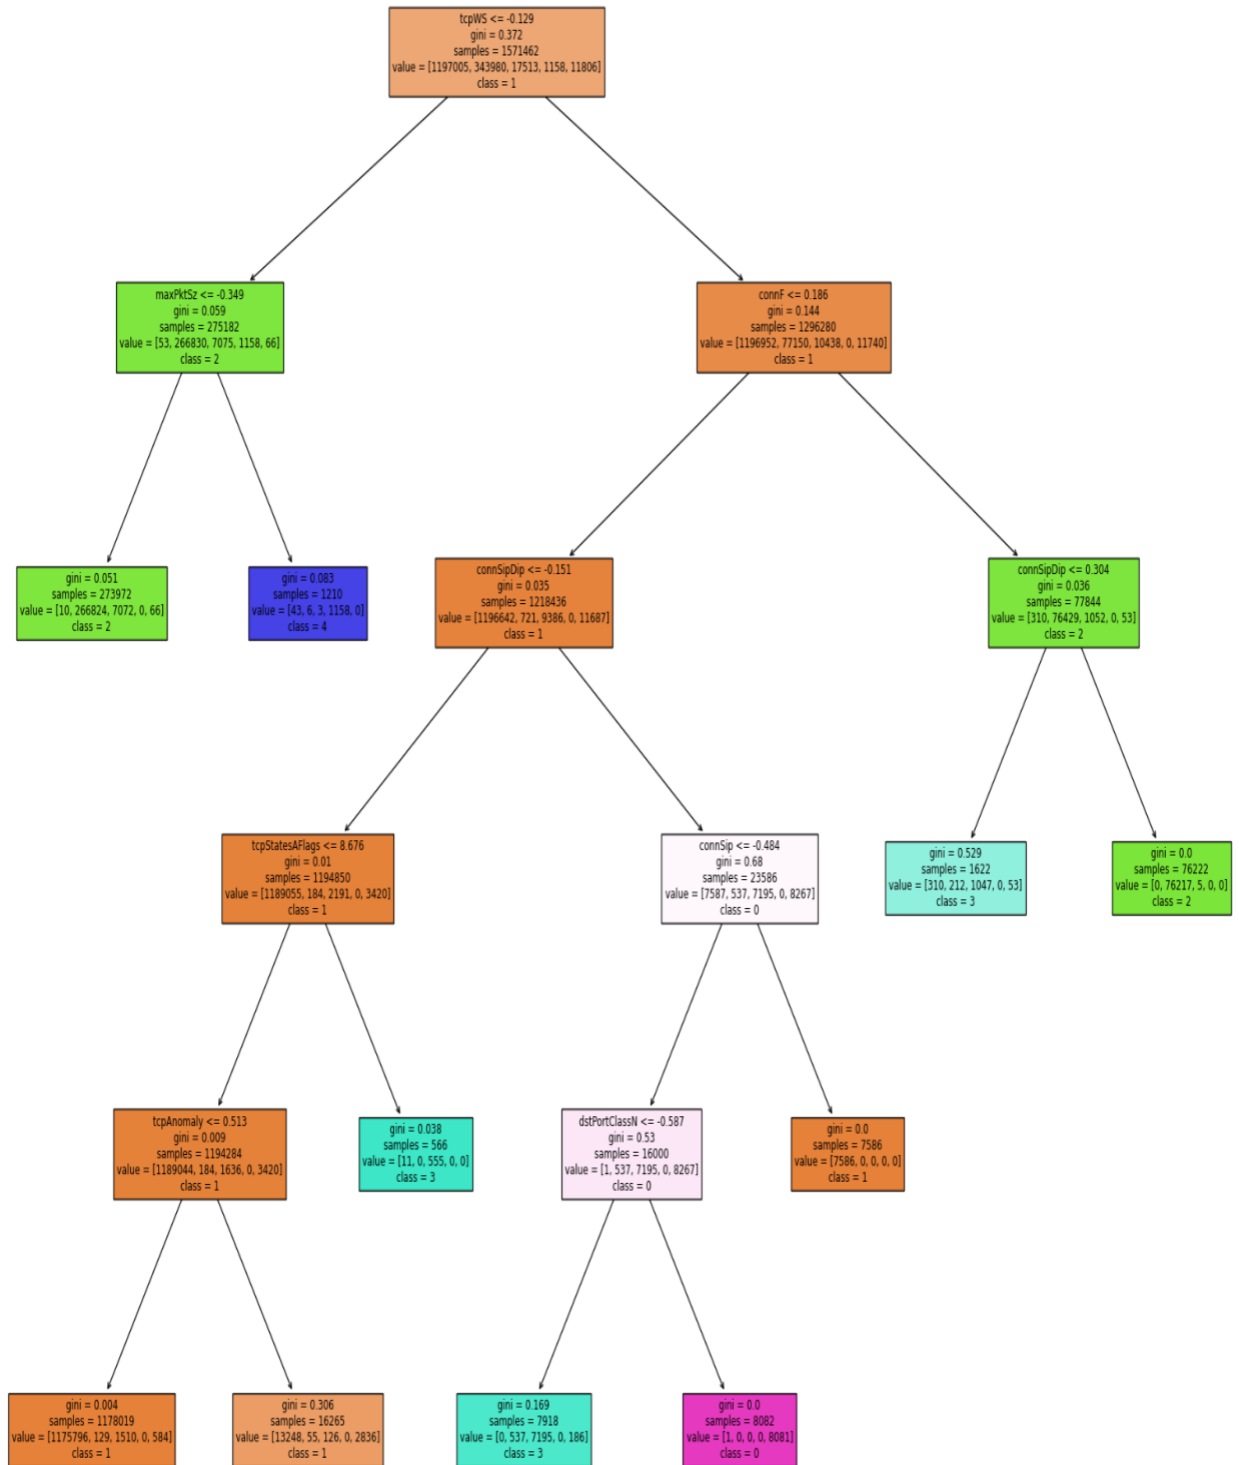 tcpWS <= -0.129
gini = 0.372
samples = 1571462
value = [1197005, 343980, 17513, 1158, 11806]
class = 1
maxPktSz <= -0.349
gini = 0.059
samples = 275182
value = [53, 266830, 7075, 1158, 66]
class = 2
connF <= 0.186
gini = 0.144
samples = 1296280
value = [1196952, 77150, 10438, 0, 11740]
class = 1
gini = 0.051
samples = 273972
value = [10, 266824, 7072, 0, 66]
class = 2
gini = 0.083
samples = 1210
value = [43, 6, 3, 1158, 0]
class = 4
connSipDip <= -0.151
gini = 0.035
samples = 1218436
value = [1196642, 721, 9386, 0, 11687]
class = 1
connSipDip <= 0.304
gini = 0.036
samples = 77844
value = [310, 76429, 1052, 0, 53]
class = 2
tcpStatesAFlags <= 8.676
gini = 0.01
samples = 1194850
value = [1189055, 184, 2191, 0, 3420]
class = 1
connSip <= -0.484
gini = 0.68
samples = 23586
value = [7587, 537, 7195, 0, 8267]
class = 0
gini = 0.529
samples = 1622
value = [310, 212, 1047, 0, 53]
class = 3
gini = 0.0
samples = 76222
value = [0, 76217, 5, 0, 0]
class = 2
tcpAnomaly <= 0.513
gini = 0.009
samples = 1194284
value = [1189044, 184, 1636, 0, 3420]
class = 1
gini = 0.038
samples = 566
value = [11, 0, 555, 0, 0]
class = 3
dstPortClassN <= -0.587
gini = 0.53
samples = 16000
value = [1, 537, 7195, 0, 8267]
class = 0
gini = 0.0
samples = 7586
value = [7586, 0, 0, 0, 0]
class = 1
gini = 0.004
samples = 1178019
value = [1175796, 129, 1510, 0, 584]
class = 1
gini = 0.306
samples = 16265
value = [13248, 55, 126, 0, 2836]
class = 1
gini = 0.169
samples = 7918
value = [0, 537, 7195, 0, 186]
class = 3
gini = 0.0
samples = 8082
value = [1, 0, 0, 0, 8081]
class = 0